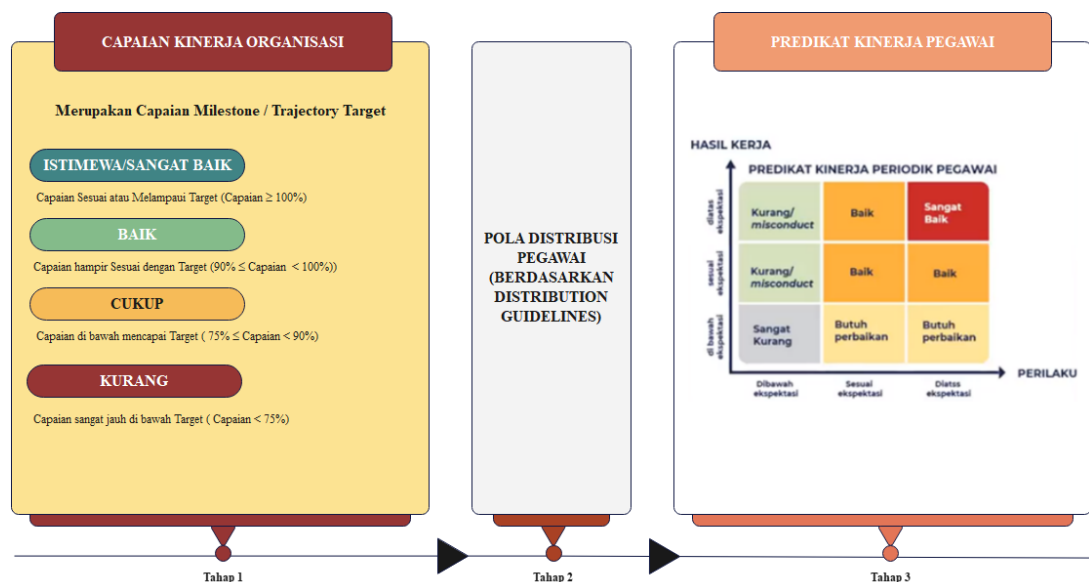 CAPAIAN KINERJA ORGANISASI
Merupakan Capaian Milestone / Trajectory Target
ISTIMEWA/SANGAT BAIK
Capaian Sesuai atau Melampaui Target (Capaian ≥ 100%)
BAIK
Capaian hampir Sesuai dengan Target (90% ≤ Capaian < 100%))
CUKUP
Capaian di bawah mencapai Target ( 75% ≤ Capaian < 90%)
KURANG
Capaian sangat jauh di bawah Target ( Capaian < 75%)
POLA DISTRIBUSI
PEGAWAI
(BERDASARKAN
DISTRIBUTION
GUIDELINES)
PREDIKAT KINERJA PEGAWAI
HASIL KERJA
PREDIKAT KINERJA PERIODIK PEGAWAI
diatas
ekspektasi
Kurang/
misconduct
Baik
Sangat
Baik
sesuai
ekspektasi
Kurang/
misconduct
Baik
Baik
di bawah
ekspektasi
Sangat
Kurang
Butuh
perbaikan
Butuh
perbaikan
PERILAKU
Dibawah
ekspektasi
Sesuai
ekspektasi
Diatss
ekspektasi
Tahap 1
Tahap 2
Tahap 3